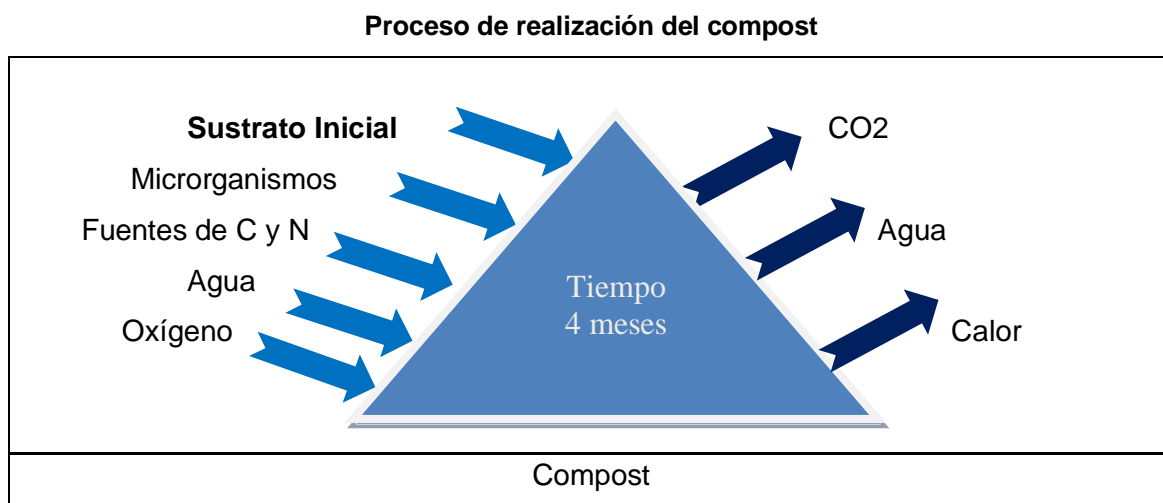 Proceso de realización del compost
Sustrato Inicial
Microrganismos
Fuentes de C y N
Agua
Oxígeno
Tiempo
4 meses
CO2
Agua
Calor
Compost